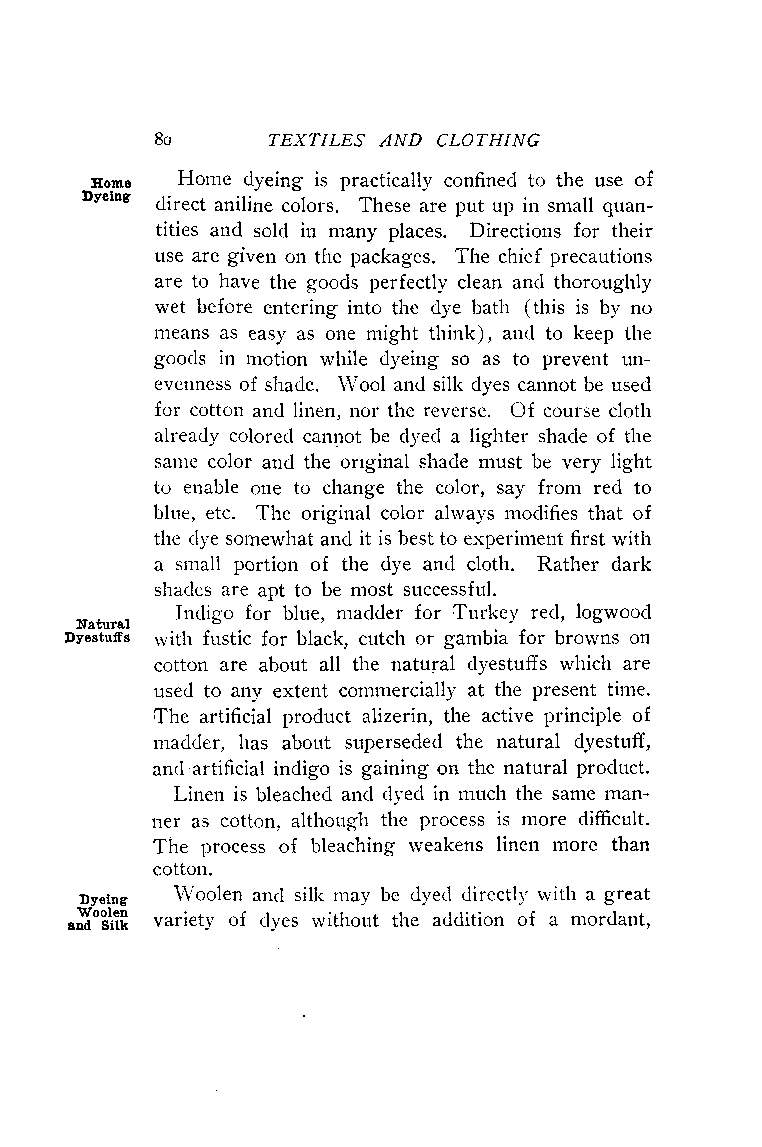 80 TEXTILES AND CLOTHING
Home
Dyeing
Home dyeing is practically confined to the use of
direct aniline colors. These are put up in small quan-
tities and sold in many places. Directions for their
use are given on the packages. The chief precautions
are to have the goods perfectly clean and thoroughly
wet before entering into the dye bath (this is by no
means as easy as one might think), and to keep the
goods in motion while dyeing so as to prevent un-
evenness of shade. Wool and silk dyes cannot be used
for cotton and linen, nor the reverse. Of course cloth
already colored cannot be dyed a lighter shade of the
same color and the original shade must be very light
to enable one to change the color, say from red to
blue, etc. The original color always modifies that of
the dye somewhat and it is best to experiment first with
a small portion of the dye and cloth. Rather dark
shades are apt to be most successful.
Natural
Dyestuffs
Indigo for blue, madder for Turkey red, logwood
with fustic for black, cutch or gambia for browns on
cotton are about all the natural dyestuffs which are
used to any extent commercially at the present time.
The artificial product alizerin, the active principle of
madder, has about superseded the natural dyestuff,
and artificial indigo is gaining on the natural product.
Linen is bleached and dyed in much the same man-
ner as cotton, although the process is more difficult.
The process of bleaching weakens linen more than
cotton.
Dyeing
Woolen
and Silk
Woolen and silk may be dyed directly with a great
variety of dyes without the addition of a mordant,